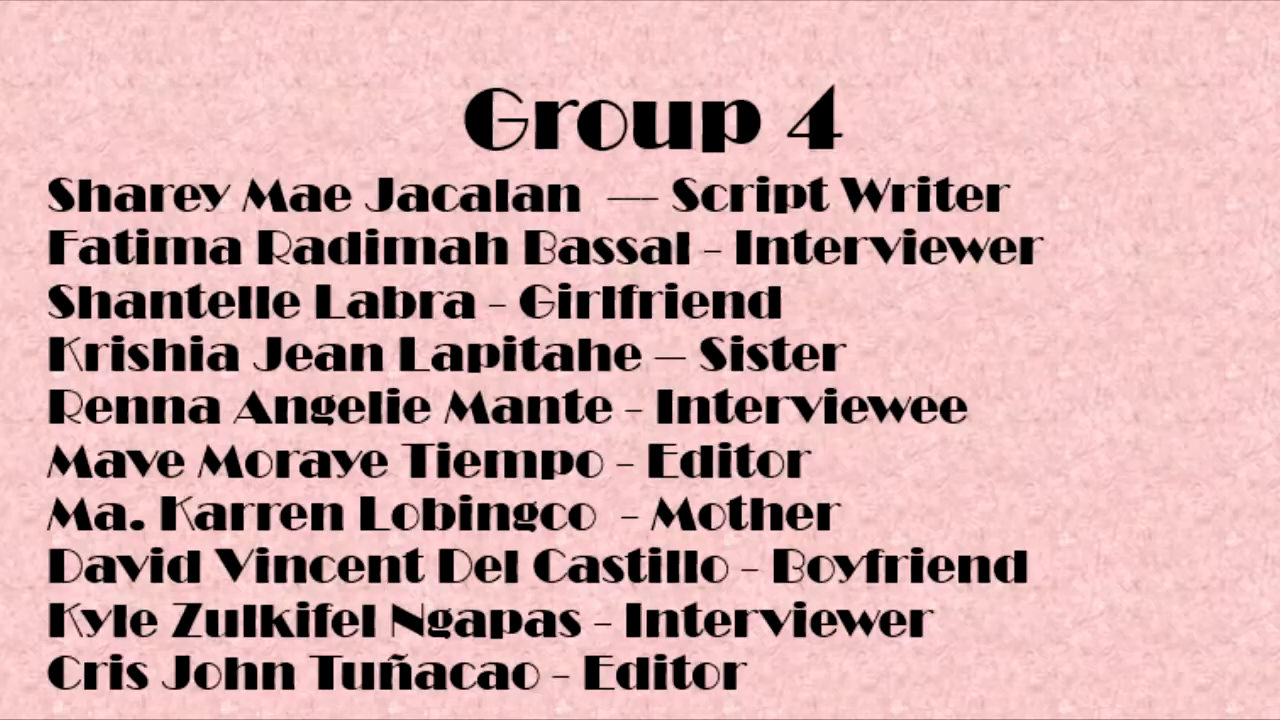 Group 4
Sharey Mae Jacalan — Script Writer
Fatima Radimah Bassal - Interviewer
Shantelle Labra - Girlfriend
Krishia Jean Lapitahe – Sister
Renna Angelie Mante - Interviewee
Mave Moraye Tiempo - Editor
Ma. Karren Lobingco - Mother
David Vincent Del Castillo - Boyfriend
Kyle Zulkifel Ngapas - Interviewer
Cris John Tuñacao - Editor